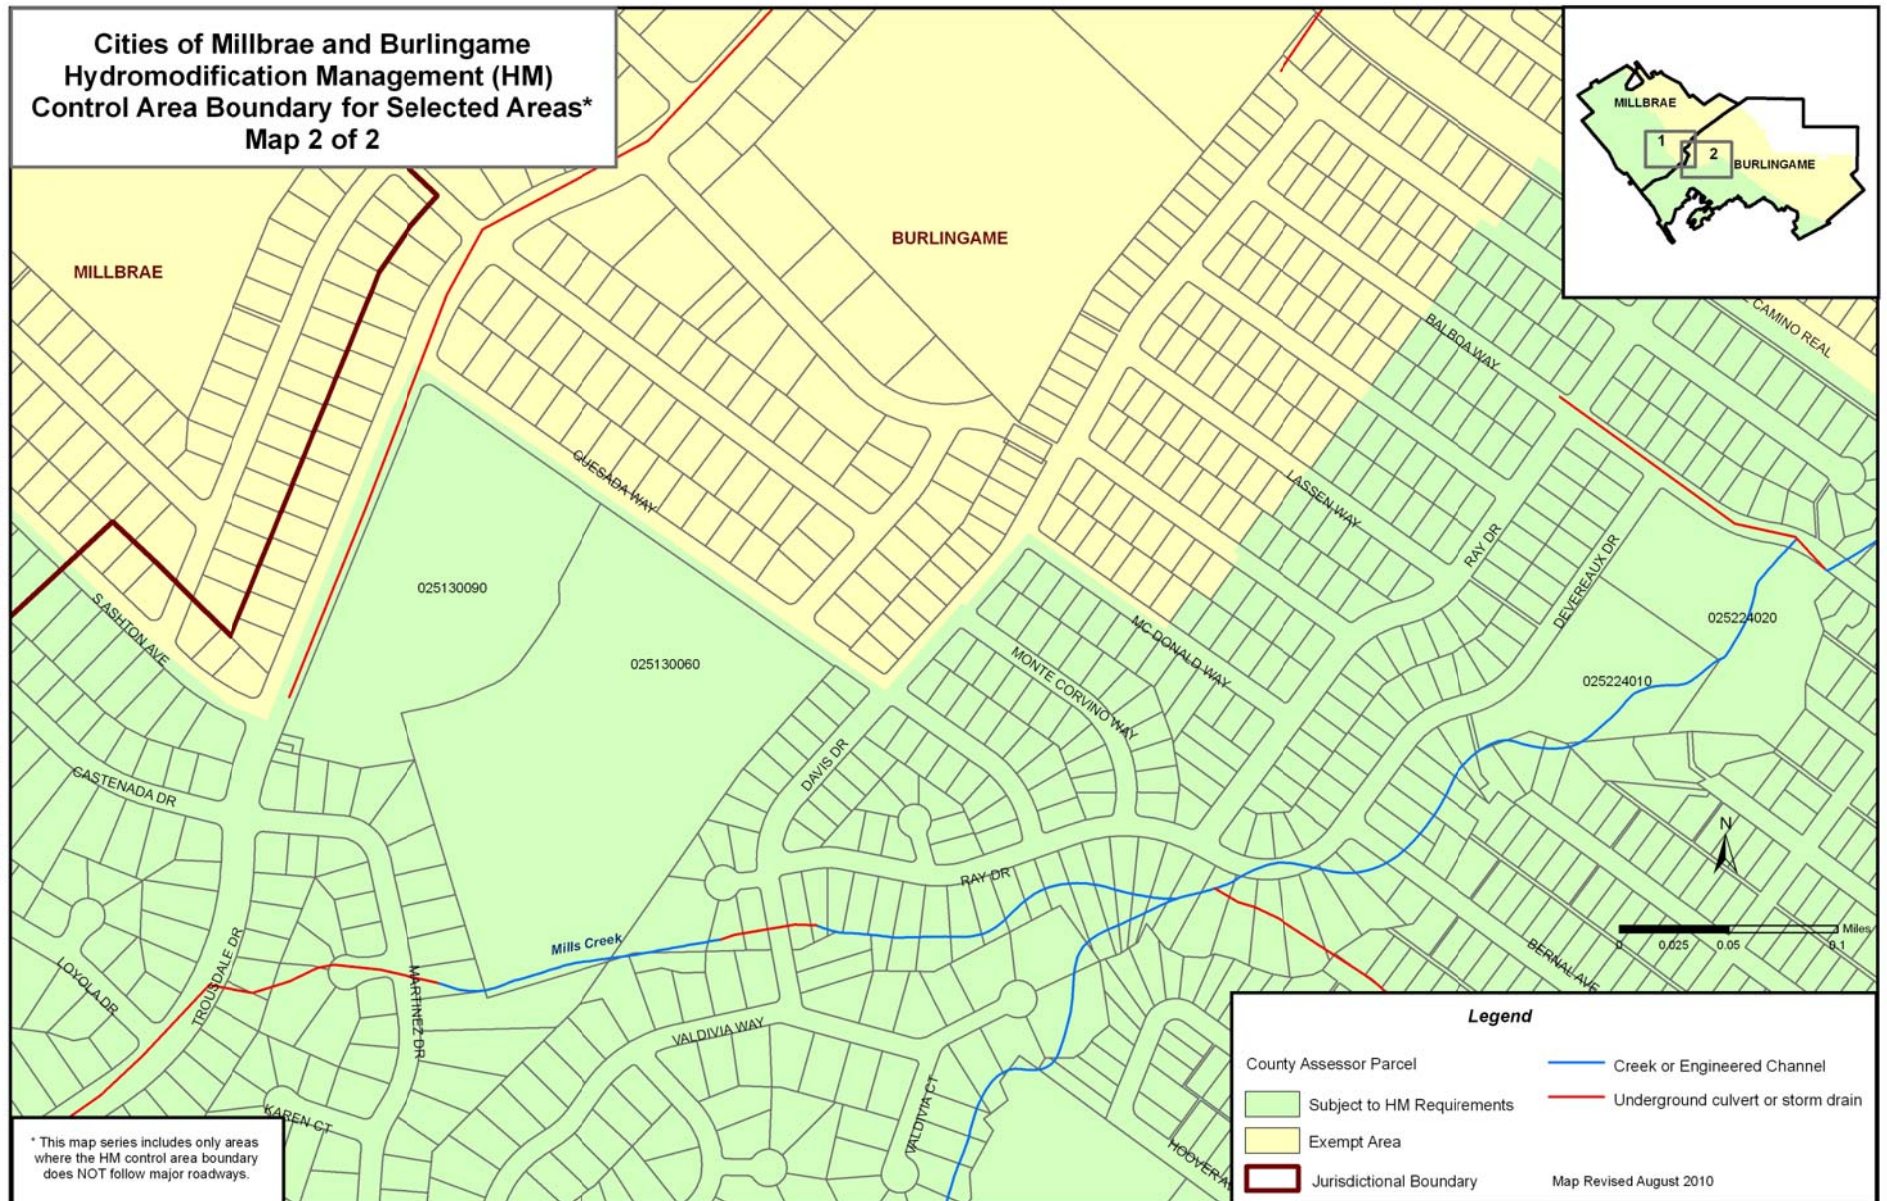 Cities of Millbrae and Burlingame
Hydromodification Management (HM)
Control Area Boundary for Selected Areas*
Map 2 of 2
MILLBRAE
1
2
BURLINGAME
BURLINGAME
MILLBRAE
CAMINO REAL
BALBOA WAY
QUESADA WAY
LASSEN WAY
RAY DR
DEVEREAUX DR
025130090
S ASHTON AVE
025224020
MC DONALD WAY
025130060
MONTE CORVINO WAY
025224010
DAVIS DR
CASTENADA DR
N
RAY DR
Mills Creek
Miles
0 0.025 0.05 0.1
BERNAL AVE
LOYOLA DR
TROUSDALE DR
MARTINEZ DR
VALDIVIA WAY
VALDIVIA CT
KAREN CT
HOOVER A
Legend
County Assessor Parcel
Creek or Engineered Channel
Subject to HM Requirements
Underground culvert or storm drain
Exempt Area
Jurisdictional Boundary
Map Revised August 2010
* This map series includes only areas
where the HM control area boundary
does NOT follow major roadways.